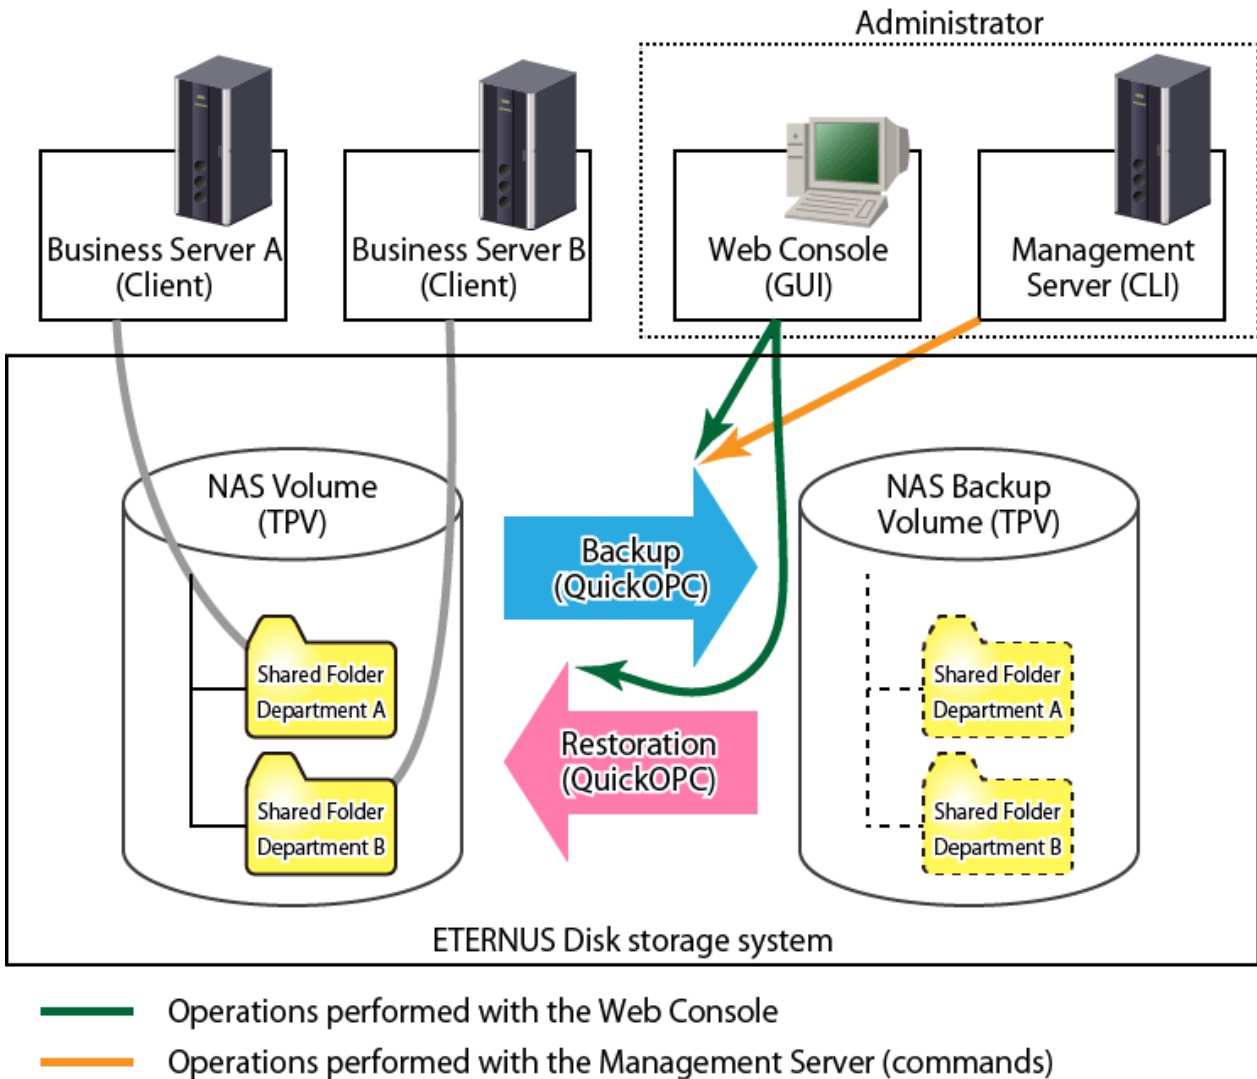 Administrator
Business Server A
(Client)
Business Server B
(Client)
Web Console
(GUI)
Management
Server (CLI)
NAS Volume
(TPV)
NAS Backup
Volume (TPV)
Backup
(QuickOPC)
Shared Folder
Department A
Shared Folder
Department A
Restoration
(QuickOPC)
Shared Folder
Department B
Shared Folder
Department B
ETERNUS Disk storage system
Operations performed with the Web Console
Operations performed with the Management Server (commands)